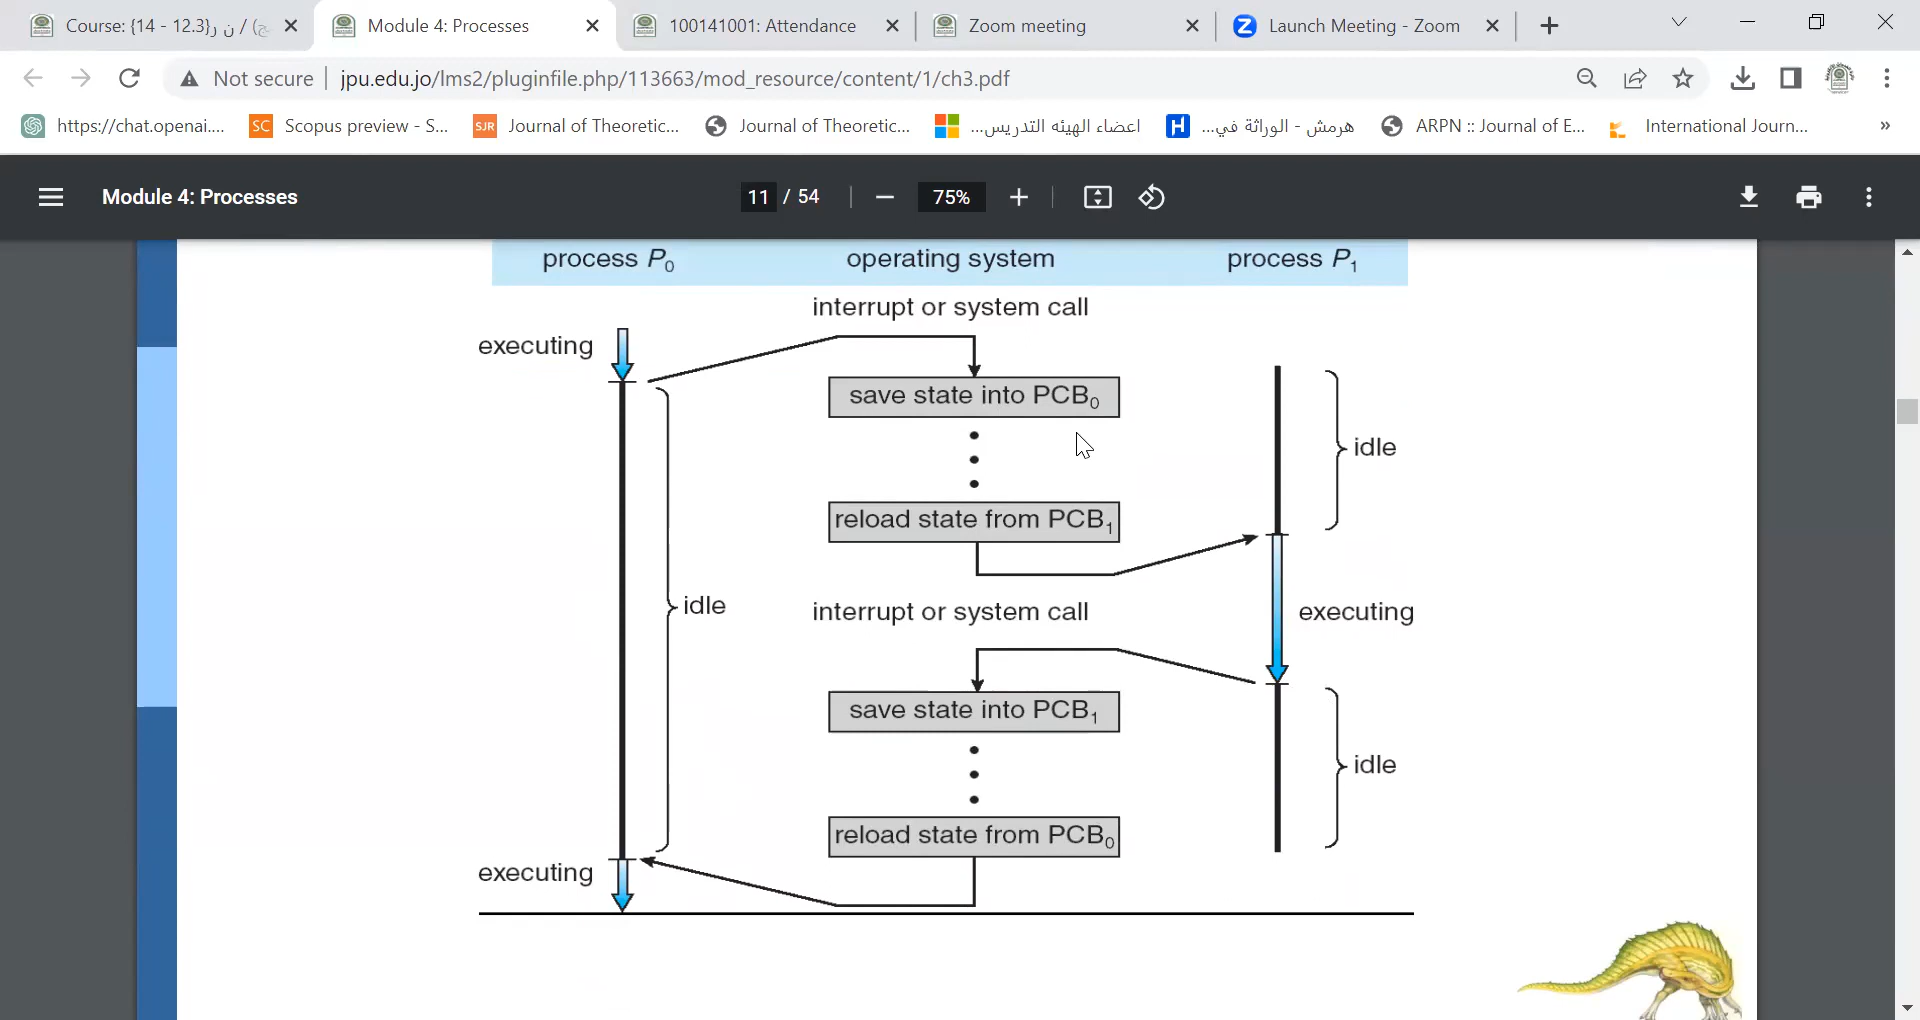 Course: {14 - 12.3}ن ر / (ج
Module 4: Processes
100141001: Attendance
Zoom meeting
Launch Meeting - Zoom
Not secure
jpu.edu.jo/lms2/pluginfile.php/113663/mod_resource/content/1/ch3.pdf
https://chat.openai....
SC Scopus preview - S...
SJR Journal of Theoretic...
Journal of Theoretic...
اعضاء الهيئه التدريس...
H هرمش - الوراثة في...
ARPN :: Journal of E...
International Journ...
»
Module 4: Processes
11 / 54
75%
process P₀ operating system process P₁
interrupt or system call
executing
save state into PCB₀
idle
reload state from PCB₁
idle
interrupt or system call
executing
save state into PCB₁
idle
reload state from PCB₀
executing